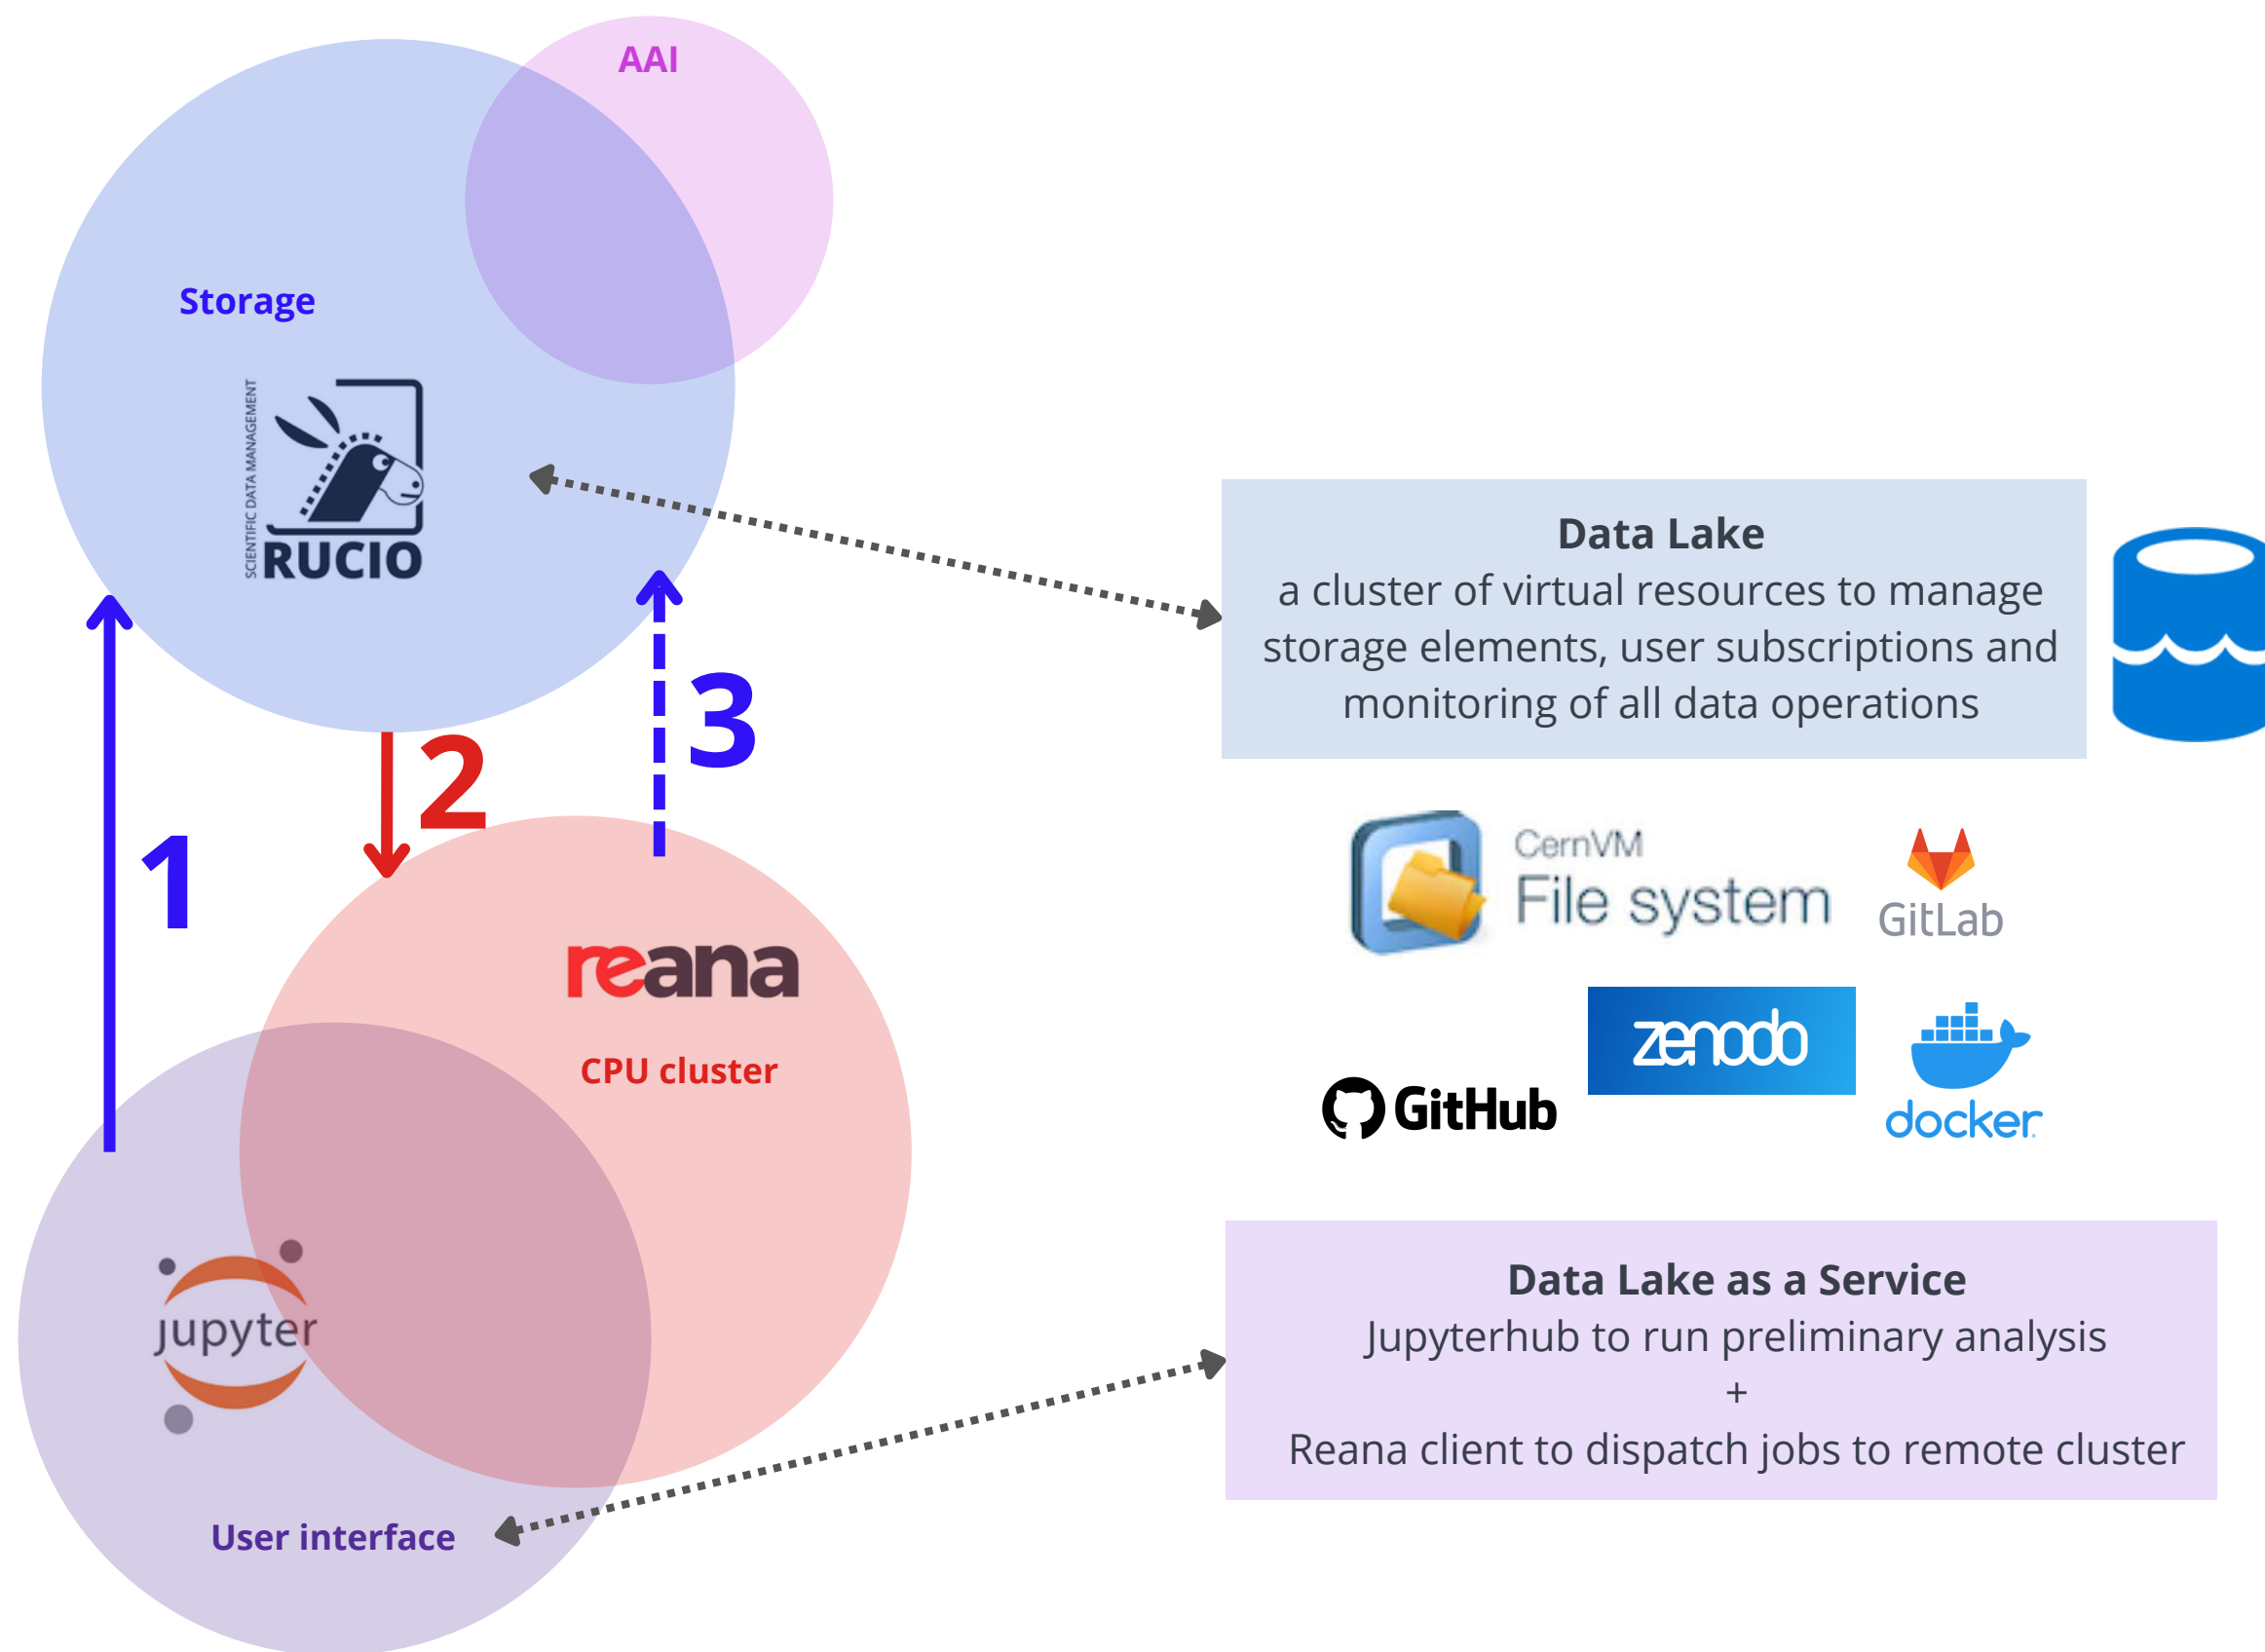 AAI
Storage
SCIENTIFIC DATA MANAGEMENT
RUCIO
1
2
3
reana
CPU cluster
jupyter
User interface
Data Lake
a cluster of virtual resources to manage
storage elements, user subscriptions and
monitoring of all data operations
CernVM
File system
GitLab
zenodo
GitHub
docker
Data Lake as a Service
Jupyterhub to run preliminary analysis
+
Reana client to dispatch jobs to remote cluster